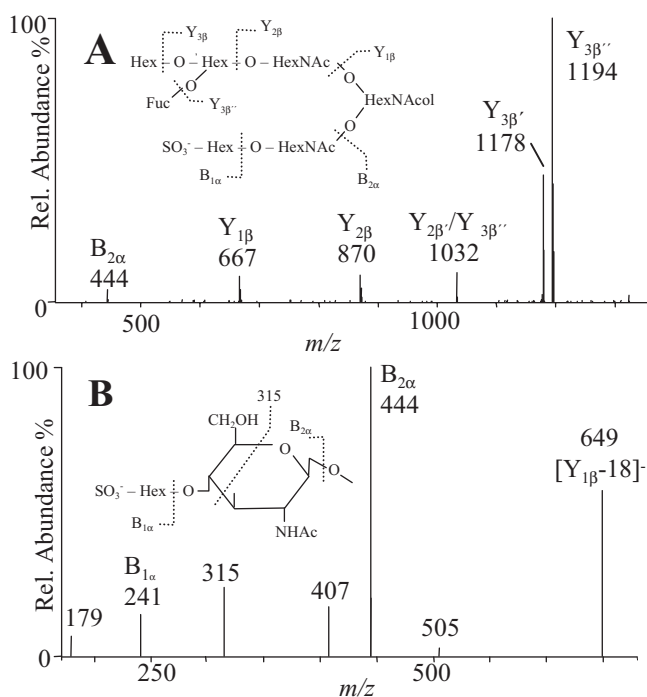 100
A
Y3β
Y2β
Hex – O – Hex – O – HexNAc
Y1β
O
O
Fuc
Y3β''
HexNAcol
O
SO3- – Hex – O – HexNAc
B1α
B2α
Y3β''
1194
Y3β'
1178
Y2β'/Y3β''
1032
Y2β
870
Y1β
667
B2α
444
Rel. Abundance %
0
500
1000
m/z
100
B
315
CH2OH
B2α
O
O
SO3- – Hex – O
B1α
NHAc
B2α
444
649
[Y1β-18]-
B1α
241
315
407
179
505
Rel. Abundance %
0
250
500
m/z